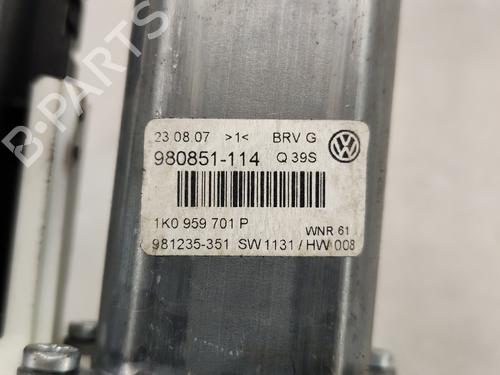 23 08.07 >1< BRV G
980851-114 Q 39S
1K0 959 701 P
WNR 61
981235-351 SW 1131 / HW 008